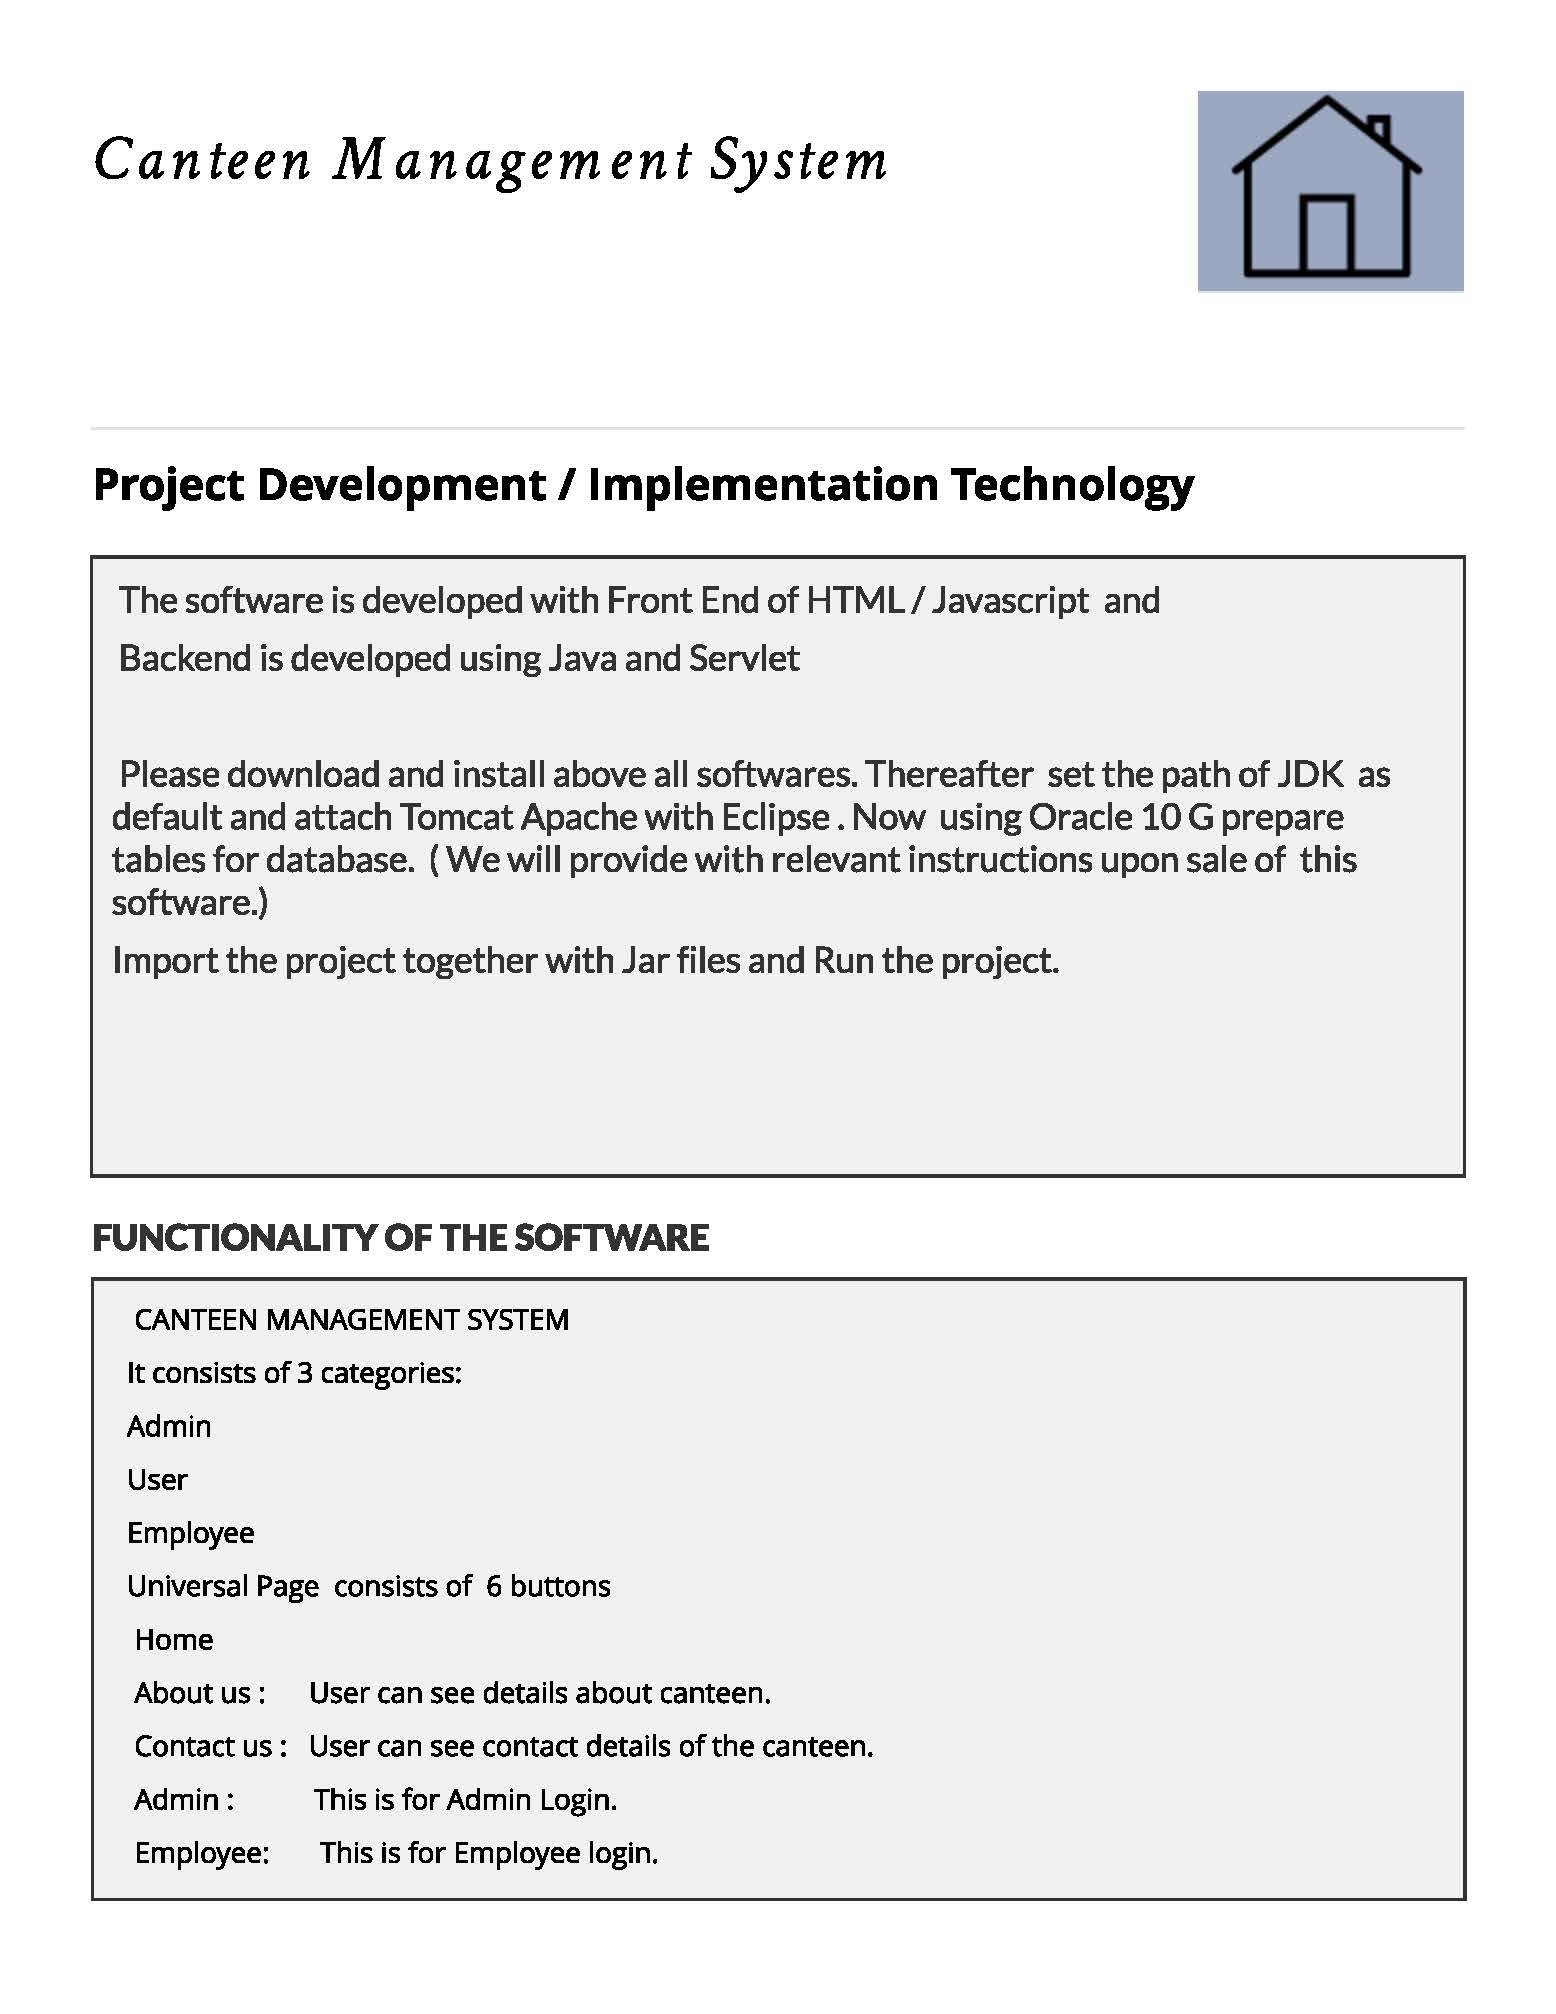 Canteen Management System
Project Development / Implementation Technology
The software is developed with Front End of HTML / Javascript and
Backend is developed using Java and Servlet
Please download and install above all softwares. Thereafter set the path of JDK as
default and attach Tomcat Apache with Eclipse . Now using Oracle 10 G prepare
tables for database. ( We will provide with relevant instructions upon sale of this
software.)
Import the project together with Jar files and Run the project.
FUNCTIONALITY OF THE SOFTWARE
CANTEEN MANAGEMENT SYSTEM
It consists of 3 categories:
Admin
User
Employee
Universal Page consists of 6 buttons
Home
About us : User can see details about canteen.
Contact us : User can see contact details of the canteen.
Admin : This is for Admin Login.
Employee: This is for Employee login.